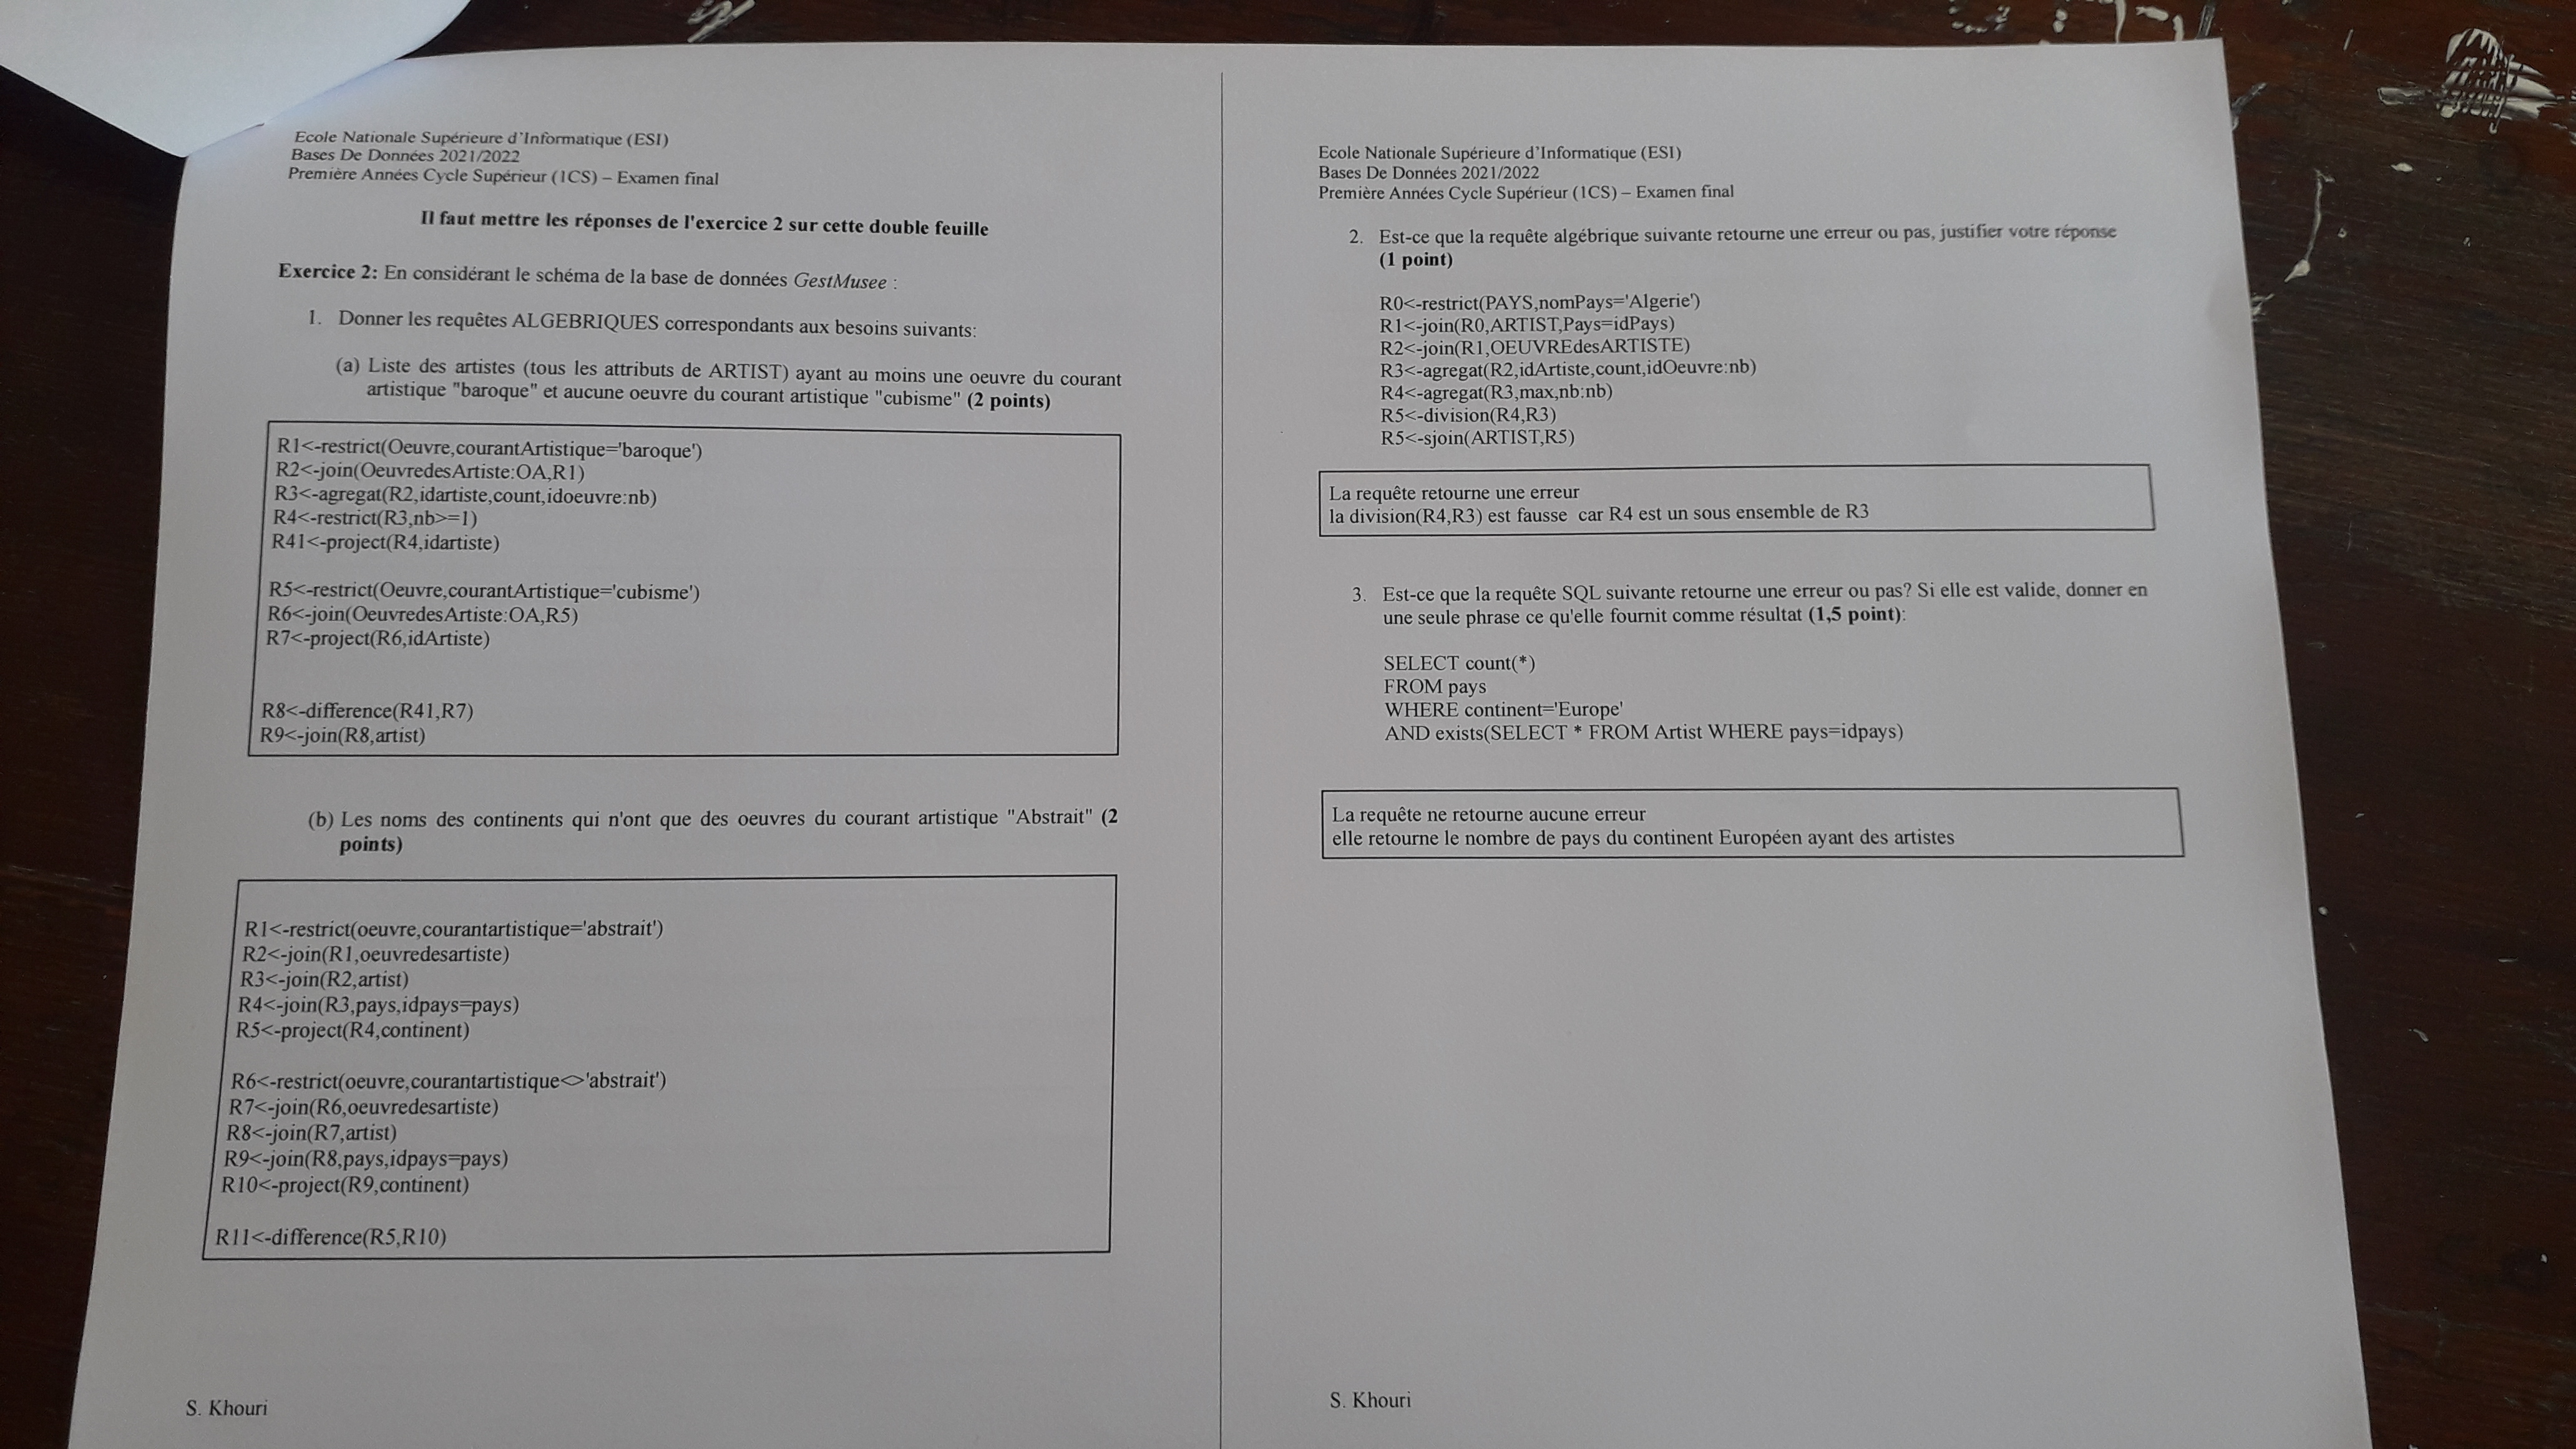 Ecole Nationale Supérieure d'Informatique (ESI)
Bases De Données 2021/2022
Première Années Cycle Supérieur (1CS) – Examen final
Il faut mettre les réponses de l'exercice 2 sur cette double feuille
Exercice 2: En considérant le schéma de la base de données GestMusee :
1. Donner les requêtes ALGEBRIQUES correspondants aux besoins suivants:
(a) Liste des artistes (tous les attributs de ARTIST) ayant au moins une oeuvre du courant
artistique "baroque" et aucune oeuvre du courant artistique "cubisme" (2 points)
R1<-restrict(Oeuvre,courantArtistique='baroque')
R2<-join(OeuvredesArtiste:OA,R1)
R3<-agregat(R2,idartiste,count,idoeuvre:nb)
R4<-restrict(R3,nb>=1)
R41<-project(R4,idartiste)
R5<-restrict(Oeuvre,courantArtistique='cubisme')
R6<-join(OeuvredesArtiste:OA,R5)
R7<-project(R6,idArtiste)
R8<-difference(R41,R7)
R9<-join(R8,artist)
(b) Les noms des continents qui n'ont que des oeuvres du courant artistique "Abstrait" (2
points)
R1<-restrict(oeuvre,courantartistique='abstrait')
R2<-join(R1,oeuvredesartiste)
R3<-join(R2,artist)
R4<-join(R3,pays,idpays=pays)
R5<-project(R4,continent)
R6<-restrict(oeuvre,courantartistique<>'abstrait')
R7<-join(R6,oeuvredesartiste)
R8<-join(R7,artist)
R9<-join(R8,pays,idpays=pays)
R10<-project(R9,continent)
R11<-difference(R5,R10)
S. Khouri
Ecole Nationale Supérieure d'Informatique (ESI)
Bases De Données 2021/2022
Première Années Cycle Supérieur (1CS) – Examen final
2. Est-ce que la requête algébrique suivante retourne une erreur ou pas, justifier votre réponse
(1 point)
R0<-restrict(PAYS,nomPays='Algerie')
R1<-join(R0,ARTIST,Pays=idPays)
R2<-join(R1,OEUVREdesARTISTE)
R3<-agregat(R2,idArtiste,count,idOeuvre:nb)
R4<-agregat(R3,max,nb:nb)
R5<-division(R4,R3)
R5<-sjoin(ARTIST,R5)
La requête retourne une erreur
la division(R4,R3) est fausse car R4 est un sous ensemble de R3
3. Est-ce que la requête SQL suivante retourne une erreur ou pas? Si elle est valide, donner en
une seule phrase ce qu'elle fournit comme résultat (1,5 point):
SELECT count(*)
FROM pays
WHERE continent='Europe'
AND exists(SELECT * FROM Artist WHERE pays=idpays)
La requête ne retourne aucune erreur
elle retourne le nombre de pays du continent Européen ayant des artistes
S. Khouri